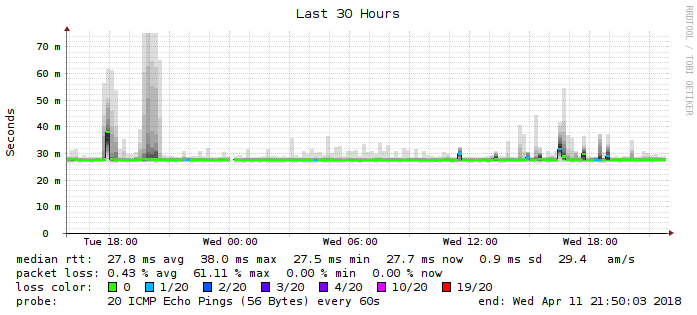 Last 30 Hours
RRDTOOL / TOBI OETIKER
Seconds
70 m
60 m
50 m
40 m
30 m
20 m
10 m
0
Tue 18:00 Wed 00:00 Wed 06:00 Wed 12:00 Wed 18:00
median rtt: 27.8 ms avg 38.0 ms max 27.5 ms min 27.7 ms now 0.9 ms sd 29.4 am/s
packet loss: 0.43 % avg 61.11 % max 0.00 % min 0.00 % now
loss color: 0 1/20 2/20 3/20 4/20 10/20 19/20
probe: 20 ICMP Echo Pings (56 Bytes) every 60s end: Wed Apr 11 21:50:03 2018